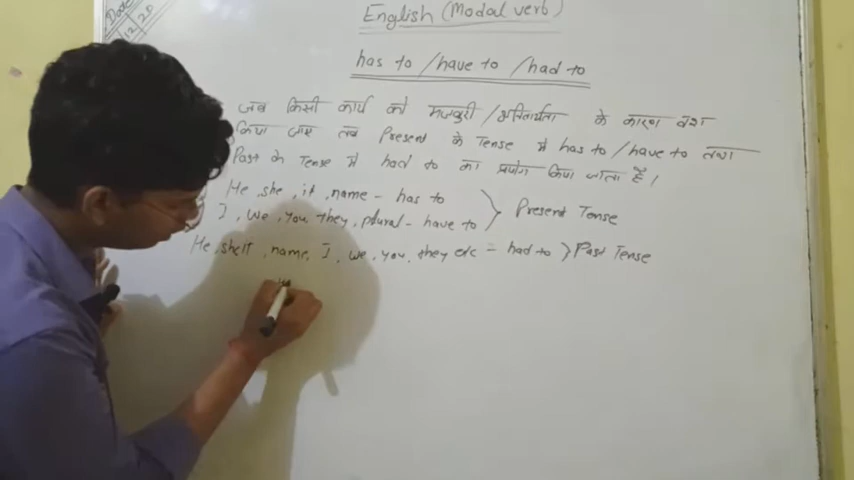 Date
12 20
English (Modal verb)
has to /have to /had to
जब किसी कार्य को मजबुरी /अनिवार्यता के कारण वश
किया जाए तब Present के Tense में has to /have to तथा
Past के Tense में had to का प्रयोग किया जाता है।
He, she, it, name - has to
I, we, you they, plural - have to } Present Tense
He, she It, name, I, we, you, they etc = had to } Past Tense